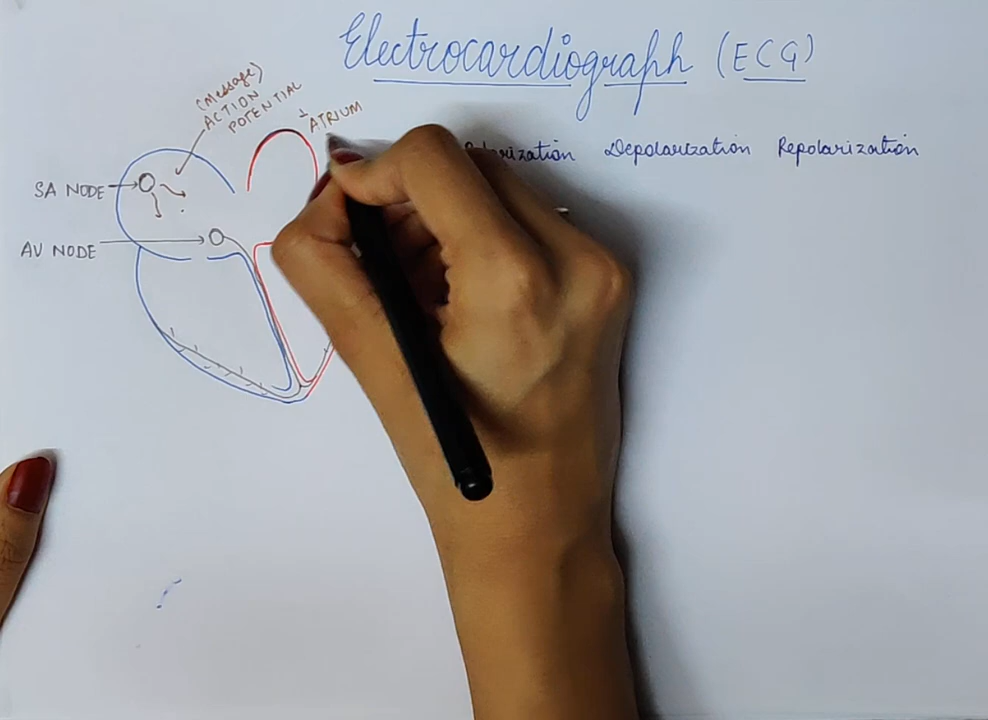 Electrocardiograph (ECG)
(Message)
ACTION
POTENTIAL
↓ ATRIUM
Depolarization Repolarization
SA NODE
AV NODE